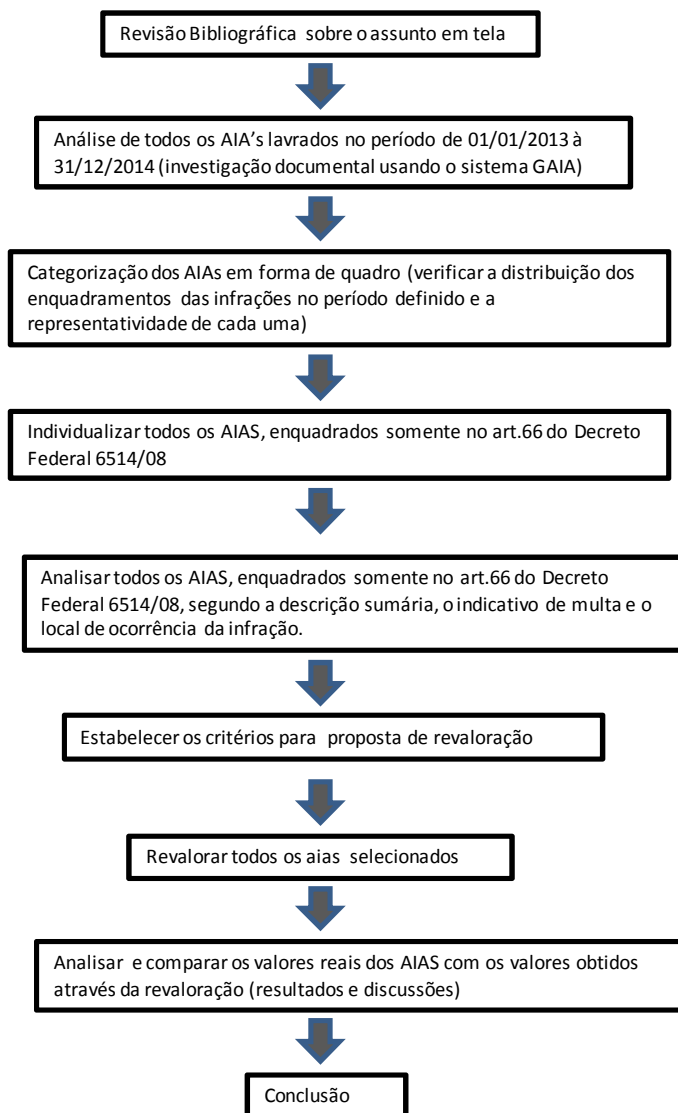 Revisão Bibliográfica sobre o assunto em tela
Análise de todos os AIA's lavrados no período de 01/01/2013 à
31/12/2014 (investigação documental usando o sistema GAIA)
Categorização dos AIAs em forma de quadro (verificar a distribuição dos
enquadramentos das infrações no período definido e a
representatividade de cada uma)
Individualizar todos os AIAS, enquadrados somente no art.66 do Decreto
Federal 6514/08
Analisar todos os AIAS, enquadrados somente no art.66 do Decreto
Federal 6514/08, segundo a descrição sumária, o indicativo de multa e o
local de ocorrência da infração.
Estabelecer os critérios para proposta de revaloração
Revalorar todos os aias selecionados
Analisar e comparar os valores reais dos AIAS com os valores obtidos
através da revaloração (resultados e discussões)
Conclusão